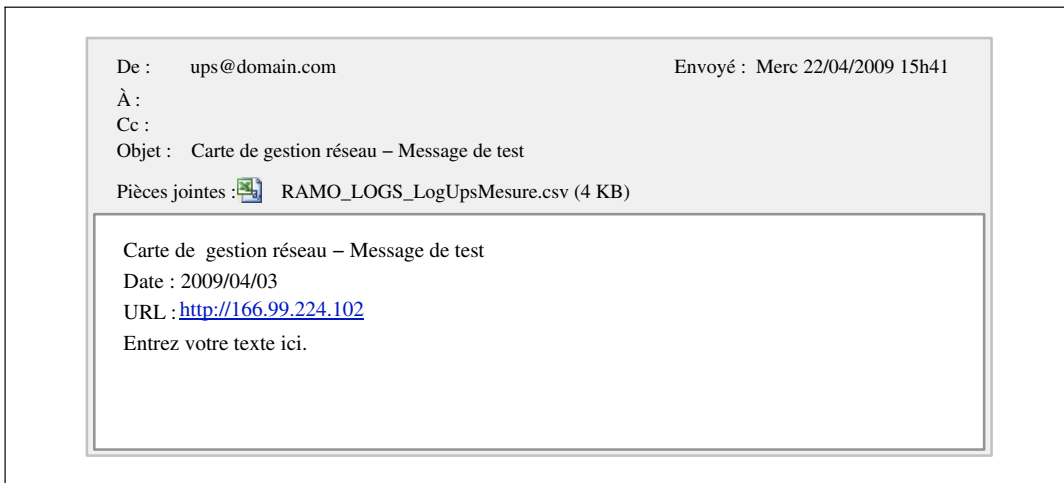 De : ups@domain.com Envoyé : Merc 22/04/2009 15h41
À :
Cc :
Objet : Carte de gestion réseau – Message de test
Pièces jointes : RAMO_LOGS_LogUpsMesure.csv (4 KB)
Carte de gestion réseau – Message de test
Date : 2009/04/03
URL : http://166.99.224.102
Entrez votre texte ici.